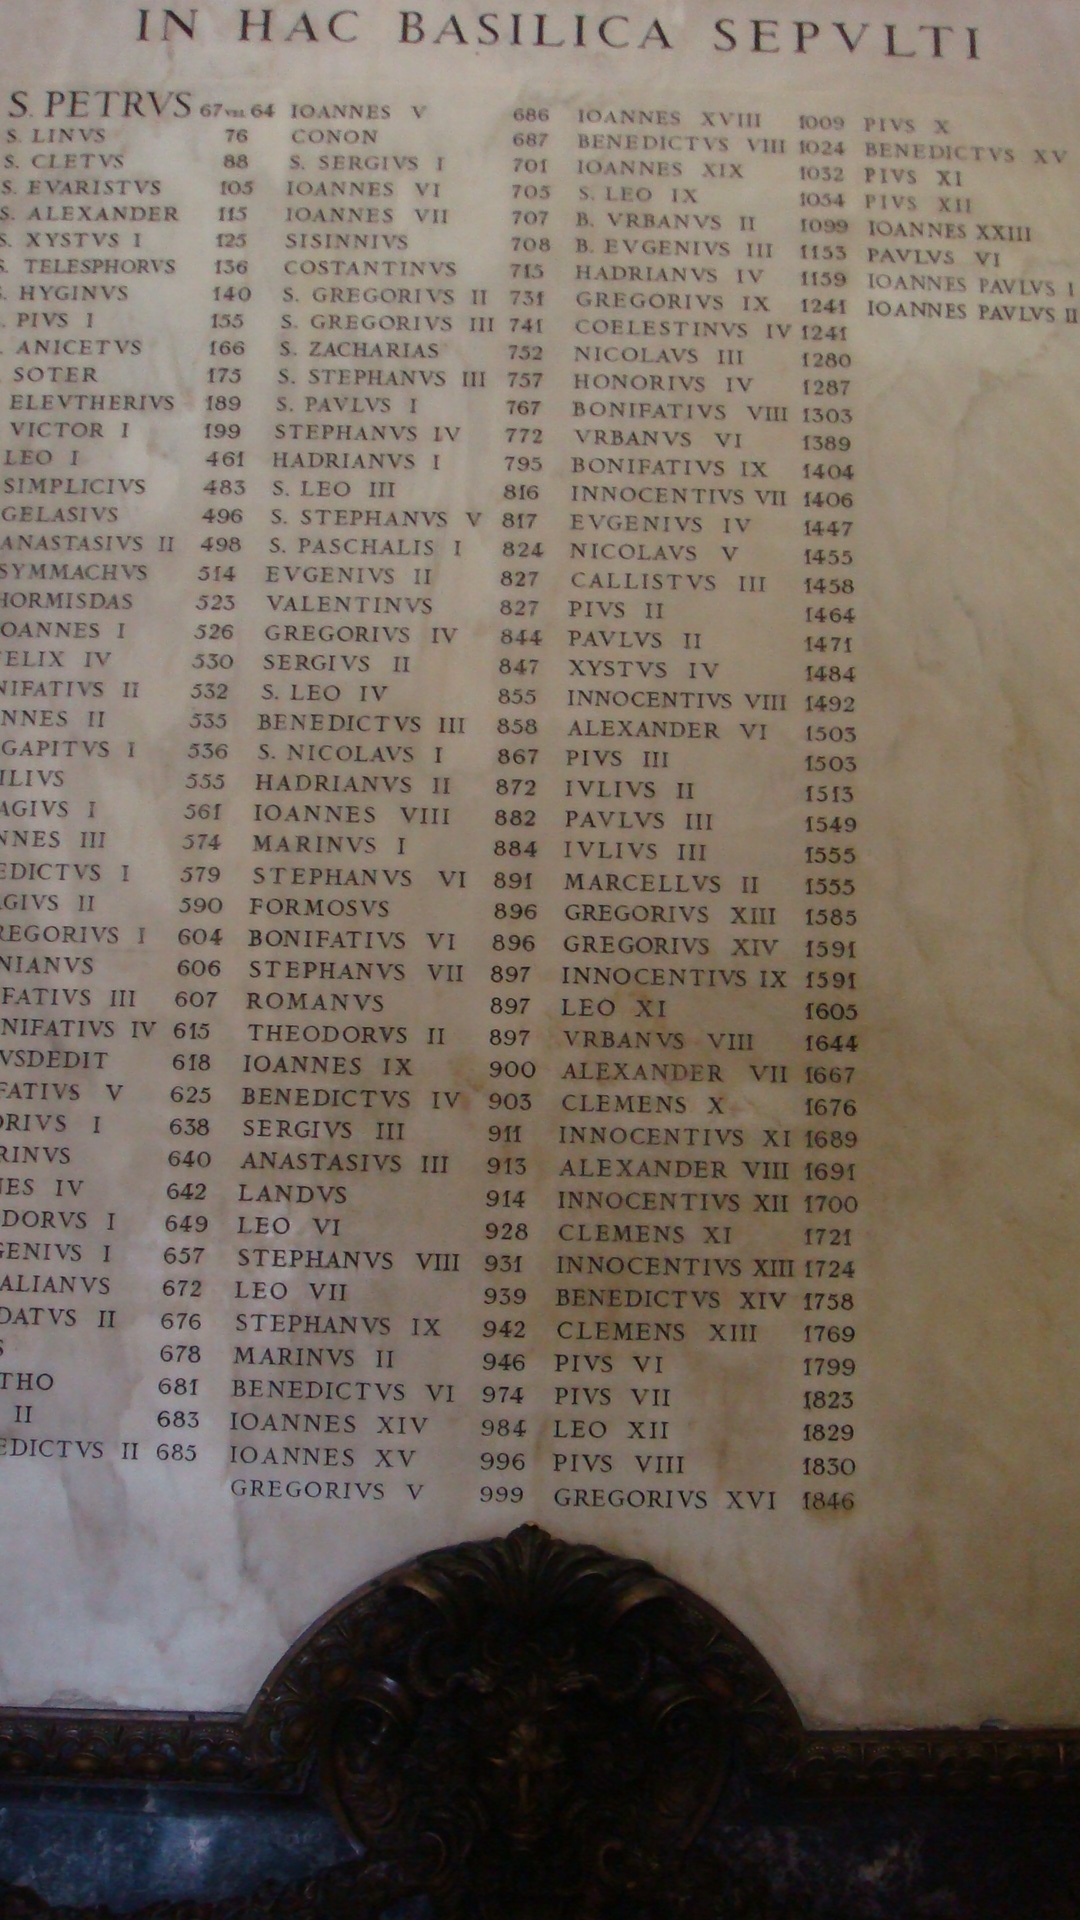 IN HAC BASILICA SEPVLTI
S. PETRVS 67 VEL 64
S. LINVS 76
S. CLETVS 88
S. EVARISTVS 105
S. ALEXANDER 115
S. XYSTVS I 125
S. TELESPHORVS 136
S. HYGINVS 140
. PIVS I 155
. ANICETVS 166
SOTER 175
ELEVTHERIVS 189
VICTOR I 199
LEO I 461
SIMPLICIVS 483
GELASIVS 496
ANASTASIVS II 498
SYMMACHVS 514
HORMISDAS 523
OANNES I 526
ELIX IV 530
NIFATIVS II 532
NNES II 535
GAPITVS I 536
ILIVS 555
AGIVS I 561
NNES III 574
EDICTVS I 579
GIVS II 590
REGORIVS I 604
NIANVS 606
FATIVS III 607
NIFATIVS IV 615
VSDEDIT 618
FATIVS V 625
ORIVS I 638
RINVS 640
NES IV 642
DORVS I 649
GENIVS I 657
ALIANVS 672
DATVS II 676
S 678
THO 681
II 683
EDICTVS II 685
IOANNES V 686
CONON 687
S. SERGIVS I 701
IOANNES VI 705
IOANNES VII 707
SISINNIVS 708
COSTANTINVS 715
S. GREGORIVS II 731
S. GREGORIVS III 741
S. ZACHARIAS 752
S. STEPHANVS III 757
S. PAVLVS I 767
STEPHANVS IV 772
HADRIANVS I 795
S. LEO III 816
S. STEPHANVS V 817
S. PASCHALIS I 824
EVGENIVS II 827
VALENTINVS 827
GREGORIVS IV 844
SERGIVS II 847
S. LEO IV 855
BENEDICTVS III 858
S. NICOLAVS I 867
HADRIANVS II 872
IOANNES VIII 882
MARINVS I 884
STEPHANVS VI 891
FORMOSVS 896
BONIFATIVS VI 896
STEPHANVS VII 897
ROMANVS 897
THEODORVS II 897
IOANNES IX 900
BENEDICTVS IV 903
SERGIVS III 911
ANASTASIVS III 913
LANDVS 914
LEO VI 928
STEPHANVS VIII 931
LEO VII 939
STEPHANVS IX 942
MARINVS II 946
BENEDICTVS VI 974
IOANNES XIV 984
IOANNES XV 996
GREGORIVS V 999
IOANNES XVIII 1009
BENEDICTVS VIII 1024
IOANNES XIX 1032
S. LEO IX 1054
B. VRBANVS II 1099
B. EVGENIVS III 1153
HADRIANVS IV 1159
GREGORIVS IX 1241
COELESTINVS IV 1241
NICOLAVS III 1280
HONORIVS IV 1287
BONIFATIVS VIII 1303
VRBANVS VI 1389
BONIFATIVS IX 1404
INNOCENTIVS VII 1406
EVGENIVS IV 1447
NICOLAVS V 1455
CALLISTVS III 1458
PIVS II 1464
PAVLVS II 1471
XYSTVS IV 1484
INNOCENTIVS VIII 1492
ALEXANDER VI 1503
PIVS III 1503
IVLIVS II 1513
PAVLVS III 1549
IVLIVS III 1555
MARCELLVS II 1555
GREGORIVS XIII 1585
GREGORIVS XIV 1591
INNOCENTIVS IX 1591
LEO XI 1605
VRBANVS VIII 1644
ALEXANDER VII 1667
CLEMENS X 1676
INNOCENTIVS XI 1689
ALEXANDER VIII 1691
INNOCENTIVS XII 1700
CLEMENS XI 1721
INNOCENTIVS XIII 1724
BENEDICTVS XIV 1758
CLEMENS XIII 1769
PIVS VI 1799
PIVS VII 1823
LEO XII 1829
PIVS VIII 1830
GREGORIVS XVI 1846
PIVS X
BENEDICTVS XV
PIVS XI
PIVS XII
IOANNES XXIII
PAVLVS VI
IOANNES PAVLVS I
IOANNES PAVLVS II